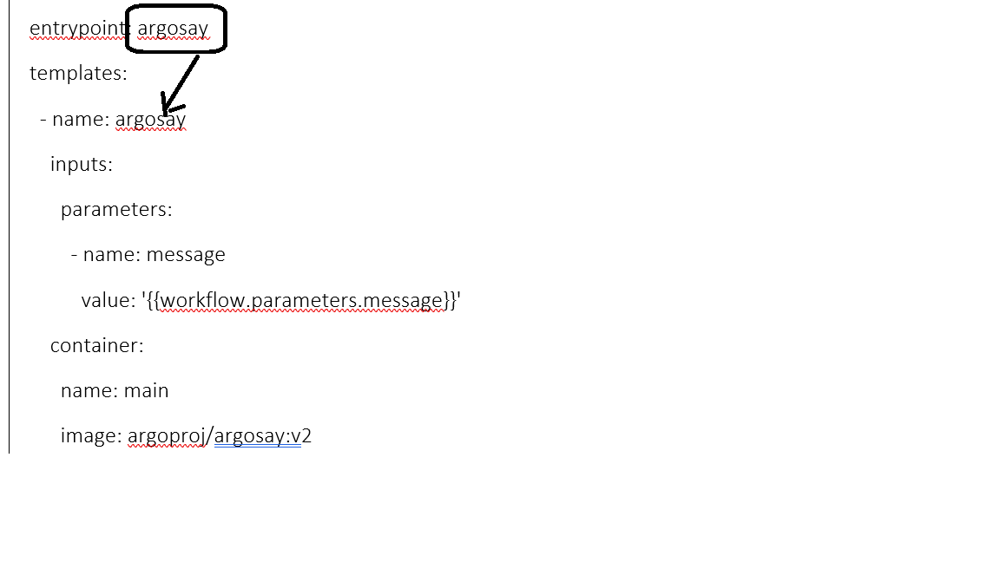 entrypoint: argosay
templates:
- name: argosay
inputs:
parameters:
- name: message
value: '{{workflow.parameters.message}}'
container:
name: main
image: argoproj/argosay:v2